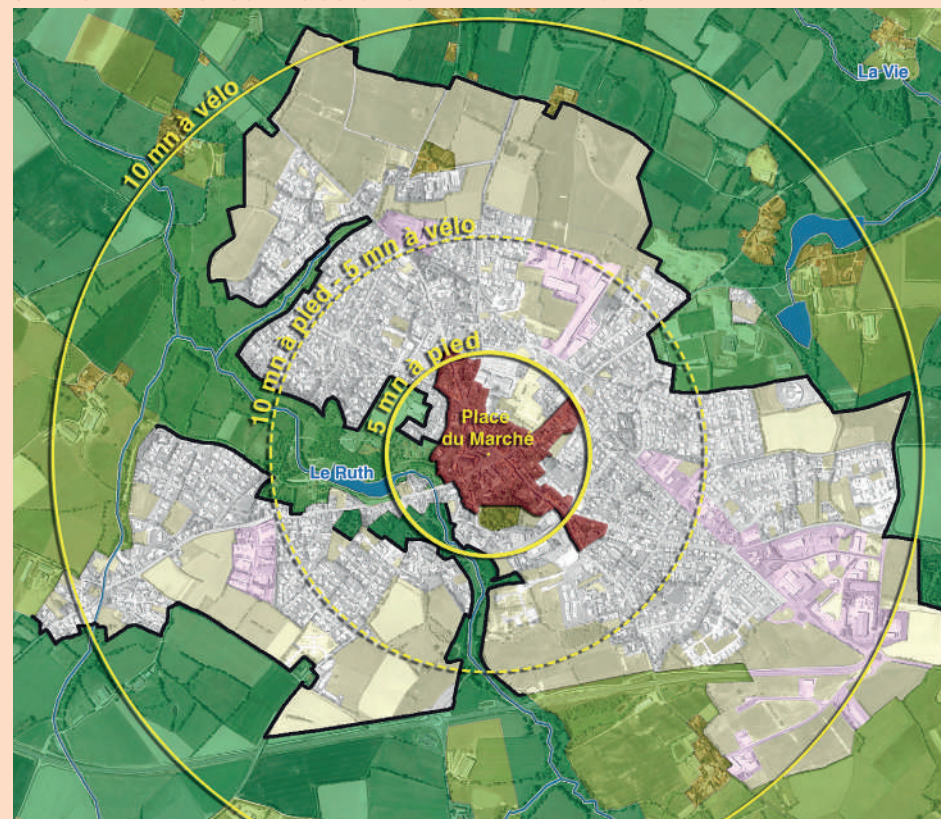 La Vie
10 mn à vélo
10 mn à pied - 5 mn à vélo
5 mn à pied
Place
du Marché
Le Ruth